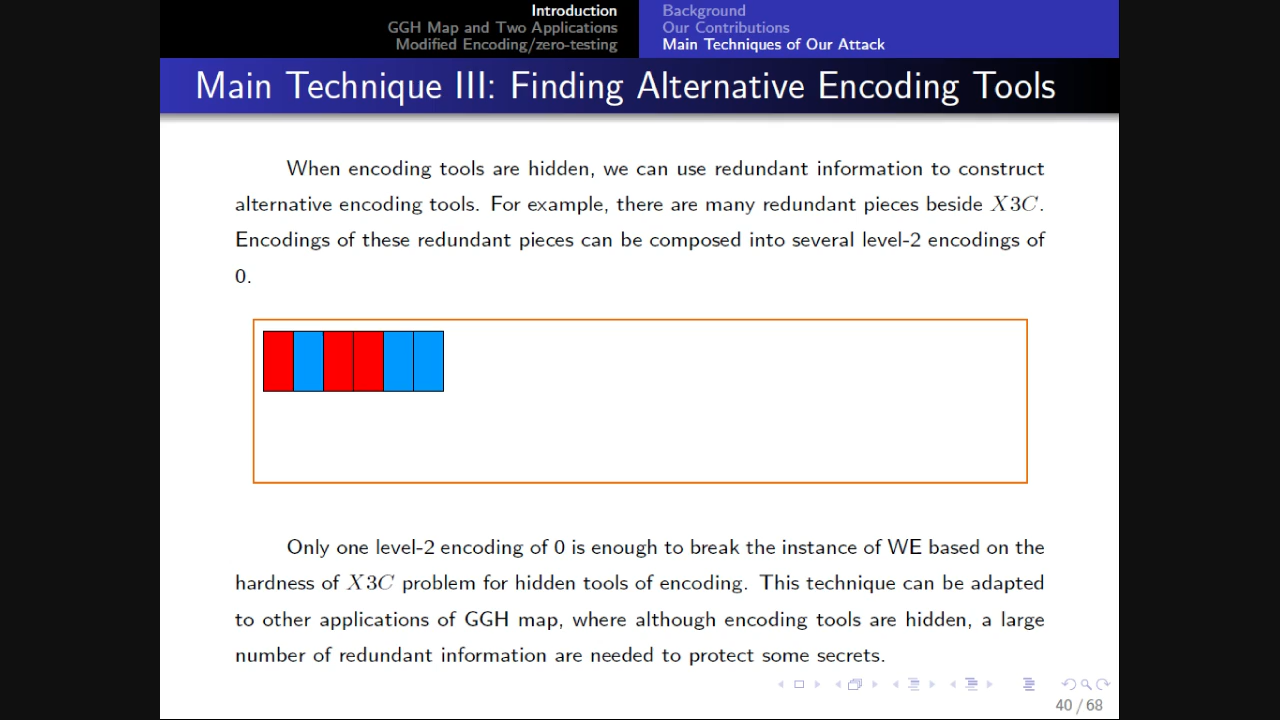 Introduction
GGH Map and Two Applications
Modified Encoding/zero-testing
Background
Our Contributions
Main Techniques of Our Attack
Main Technique III: Finding Alternative Encoding Tools
When encoding tools are hidden, we can use redundant information to construct
alternative encoding tools. For example, there are many redundant pieces beside X3C.
Encodings of these redundant pieces can be composed into several level-2 encodings of
0.
Only one level-2 encoding of 0 is enough to break the instance of WE based on the
hardness of X3C problem for hidden tools of encoding. This technique can be adapted
to other applications of GGH map, where although encoding tools are hidden, a large
number of redundant information are needed to protect some secrets.
40 / 68